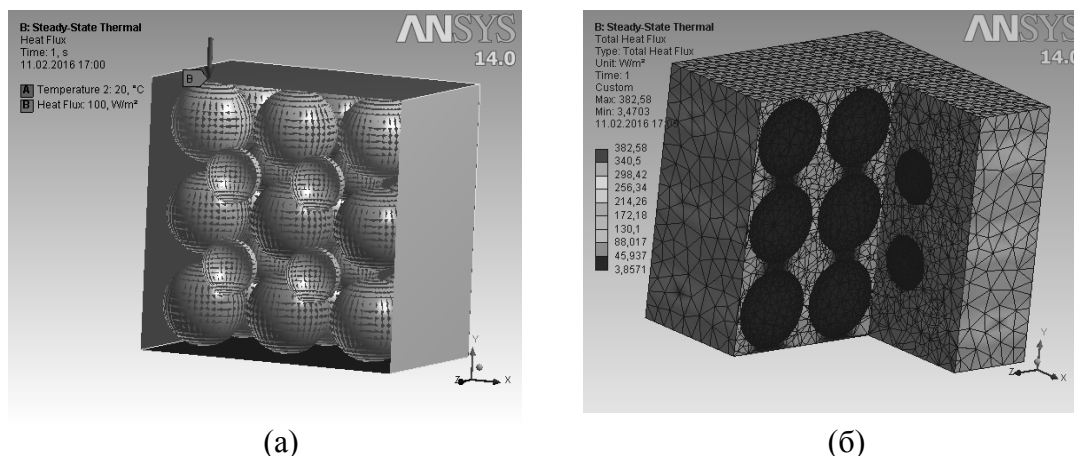 B: Steady-State Thermal
Heat Flux
Time: 1, s
11.02.2016 17:00
A Temperature 2: 20, °C
B Heat Flux: 100, W/m²
ANSYS
14.0
B
Y
Z
X
(а)
B: Steady-State Thermal
Total Heat Flux
Type: Total Heat Flux
Unit: W/m²
Time: 1
Custom
Max: 382,58
Min: 3,4703
11.02.2016
382,58
340,5
298,42
256,34
214,26
172,18
130,1
88,017
45,937
3,8571
ANSYS
14.0
Y
Z
X
(б)